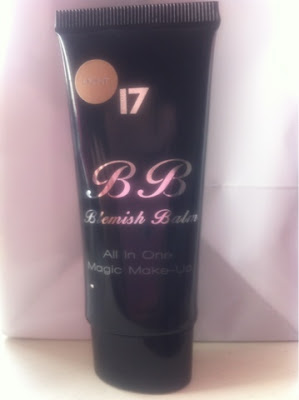 17
BB
Blemish Balm
All In One
Magic Make-Up